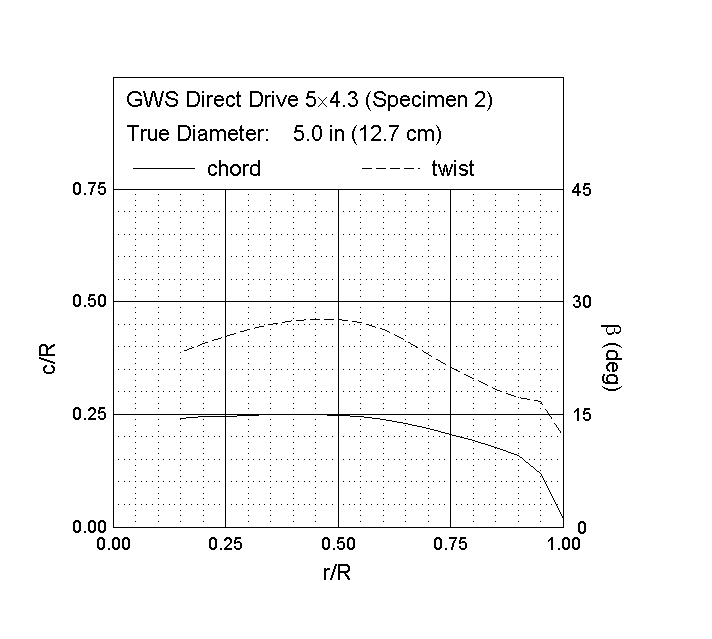 GWS Direct Drive 5×4.3 (Specimen 2)
True Diameter: 5.0 in (12.7 cm)
chord twist
0.75 45
0.50 30
c/R β (deg)
0.25 15
0.00 0
0.00 0.25 0.50 0.75 1.00
r/R